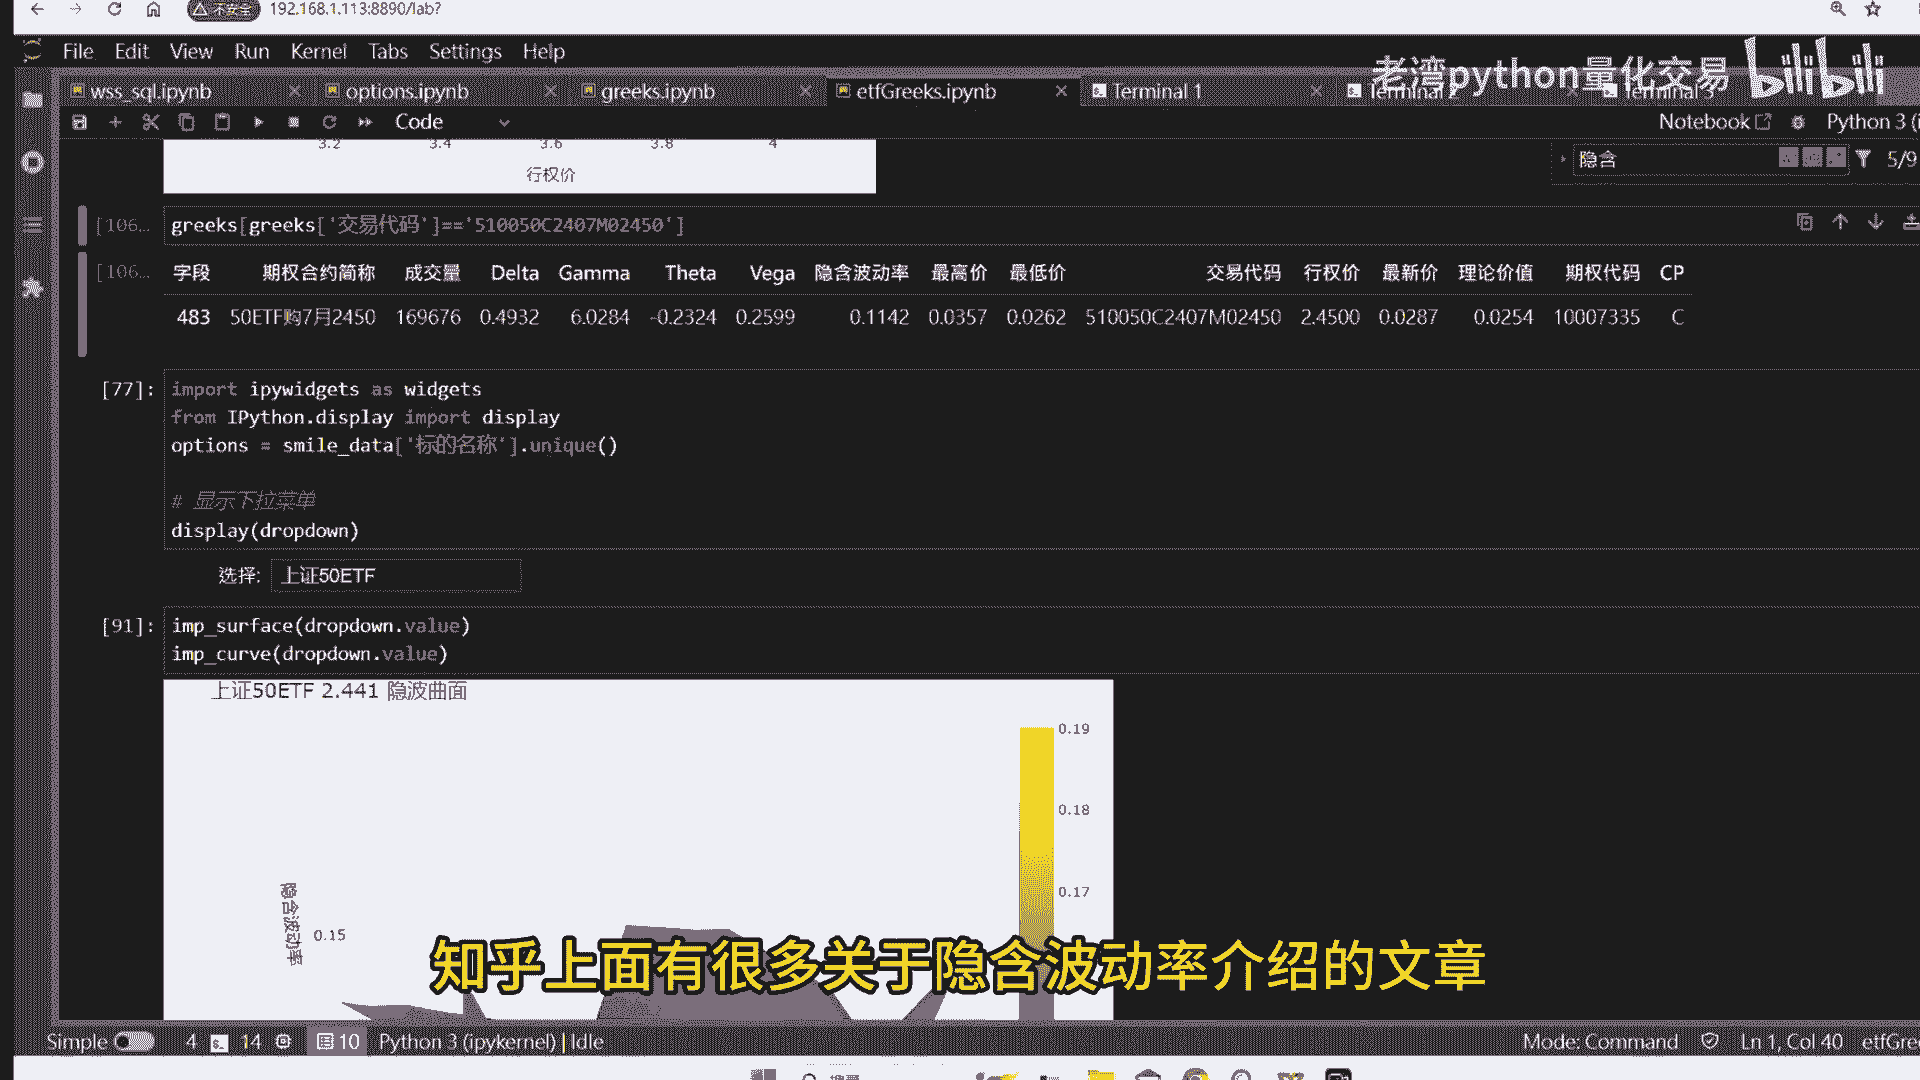 不安全 192.168.1.113:8890/lab?
File Edit View Run Kernel Tabs Settings Help
老湾python量化交易 bilibili
wss_sql.ipynb options.ipynb greeks.ipynb etfGreeks.ipynb Terminal 1
Code Notebook Python 3 (i
3.2 3.4 3.6 3.8 4
行权价
隐含 5/9
[106… greeks[greeks['交易代码']=='510050C2407M02450']
[106… 字段 期权合约简称 成交量 Delta Gamma Theta Vega 隐含波动率 最高价 最低价 交易代码 行权价 最新价 理论价值 期权代码 CP
483 50ETF购7月2450 169676 0.4932 6.0284 -0.2324 0.2599 0.1142 0.0357 0.0262 510050C2407M02450 2.4500 0.0287 0.0254 10007335 C
[77]: import ipywidgets as widgets
from IPython.display import display
options = smile_data['标的名称'].unique()
# 显示下拉菜单
display(dropdown)
选择: 上证50ETF
[91]: imp_surface(dropdown.value)
imp_curve(dropdown.value)
上证50ETF 2.441 隐波曲面
0.19
0.18
0.17
隐含波动率
0.15
知乎上面有很多关于隐含波动率介绍的文章
Simple 4 14 10 Python 3 (ipykernel) | Idle Mode: Command Ln 1, Col 40 etfGre